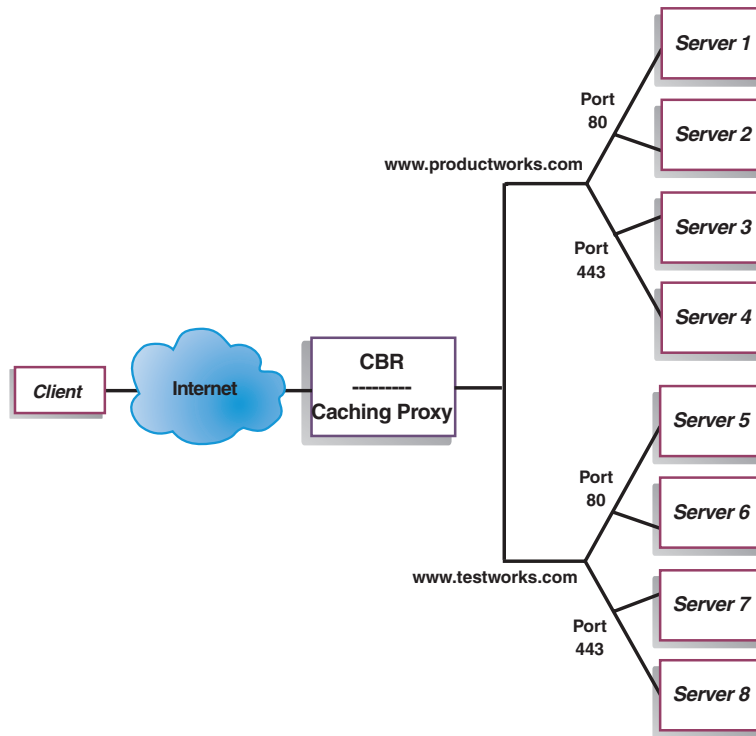 Server 1
Port
80
Server 2
www.productworks.com
Server 3
Port
443
Server 4
CBR
---------
Caching Proxy
Internet
Client
Server 5
Port
80
Server 6
www.testworks.com
Server 7
Port
443
Server 8